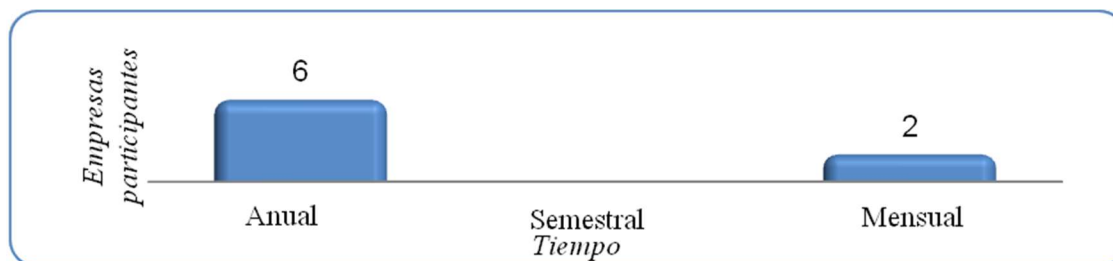 Empresas
participantes
6
2
Anual
Semestral
Mensual
Tiempo